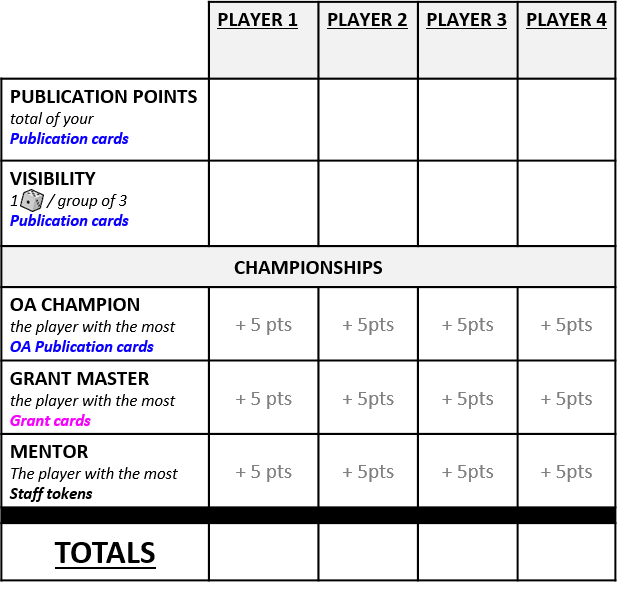 PLAYER 1 PLAYER 2 PLAYER 3 PLAYER 4
PUBLICATION POINTS
total of your
Publication cards
VISIBILITY
1 / group of 3
Publication cards
CHAMPIONSHIPS
OA CHAMPION
the player with the most
OA Publication cards
+ 5 pts + 5pts + 5pts + 5pts
GRANT MASTER
the player with the most
Grant cards
+ 5 pts + 5pts + 5pts + 5pts
MENTOR
The player with the most
Staff tokens
+ 5 pts + 5pts + 5pts + 5pts
TOTALS